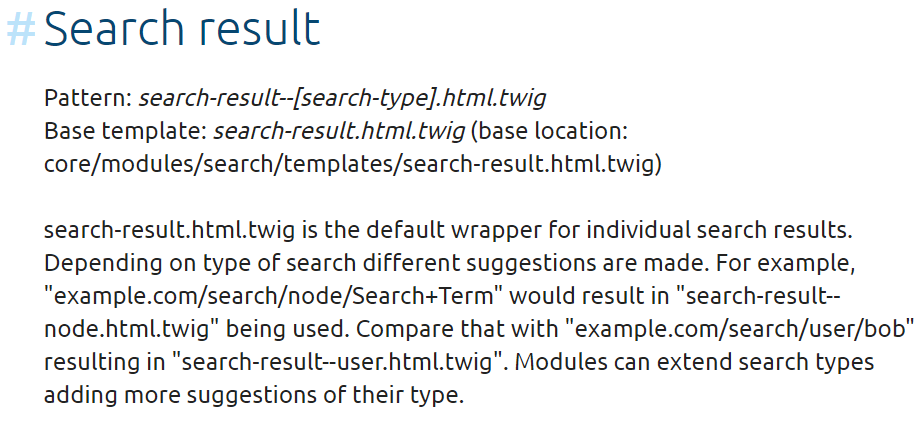 # Search result
Pattern: search-result--[search-type].html.twig
Base template: search-result.html.twig (base location:
core/modules/search/templates/search-result.html.twig)
search-result.html.twig is the default wrapper for individual search results.
Depending on type of search different suggestions are made. For example,
"example.com/search/node/Search+Term" would result in "search-result--
node.html.twig" being used. Compare that with "example.com/search/user/bob"
resulting in "search-result--user.html.twig". Modules can extend search types
adding more suggestions of their type.